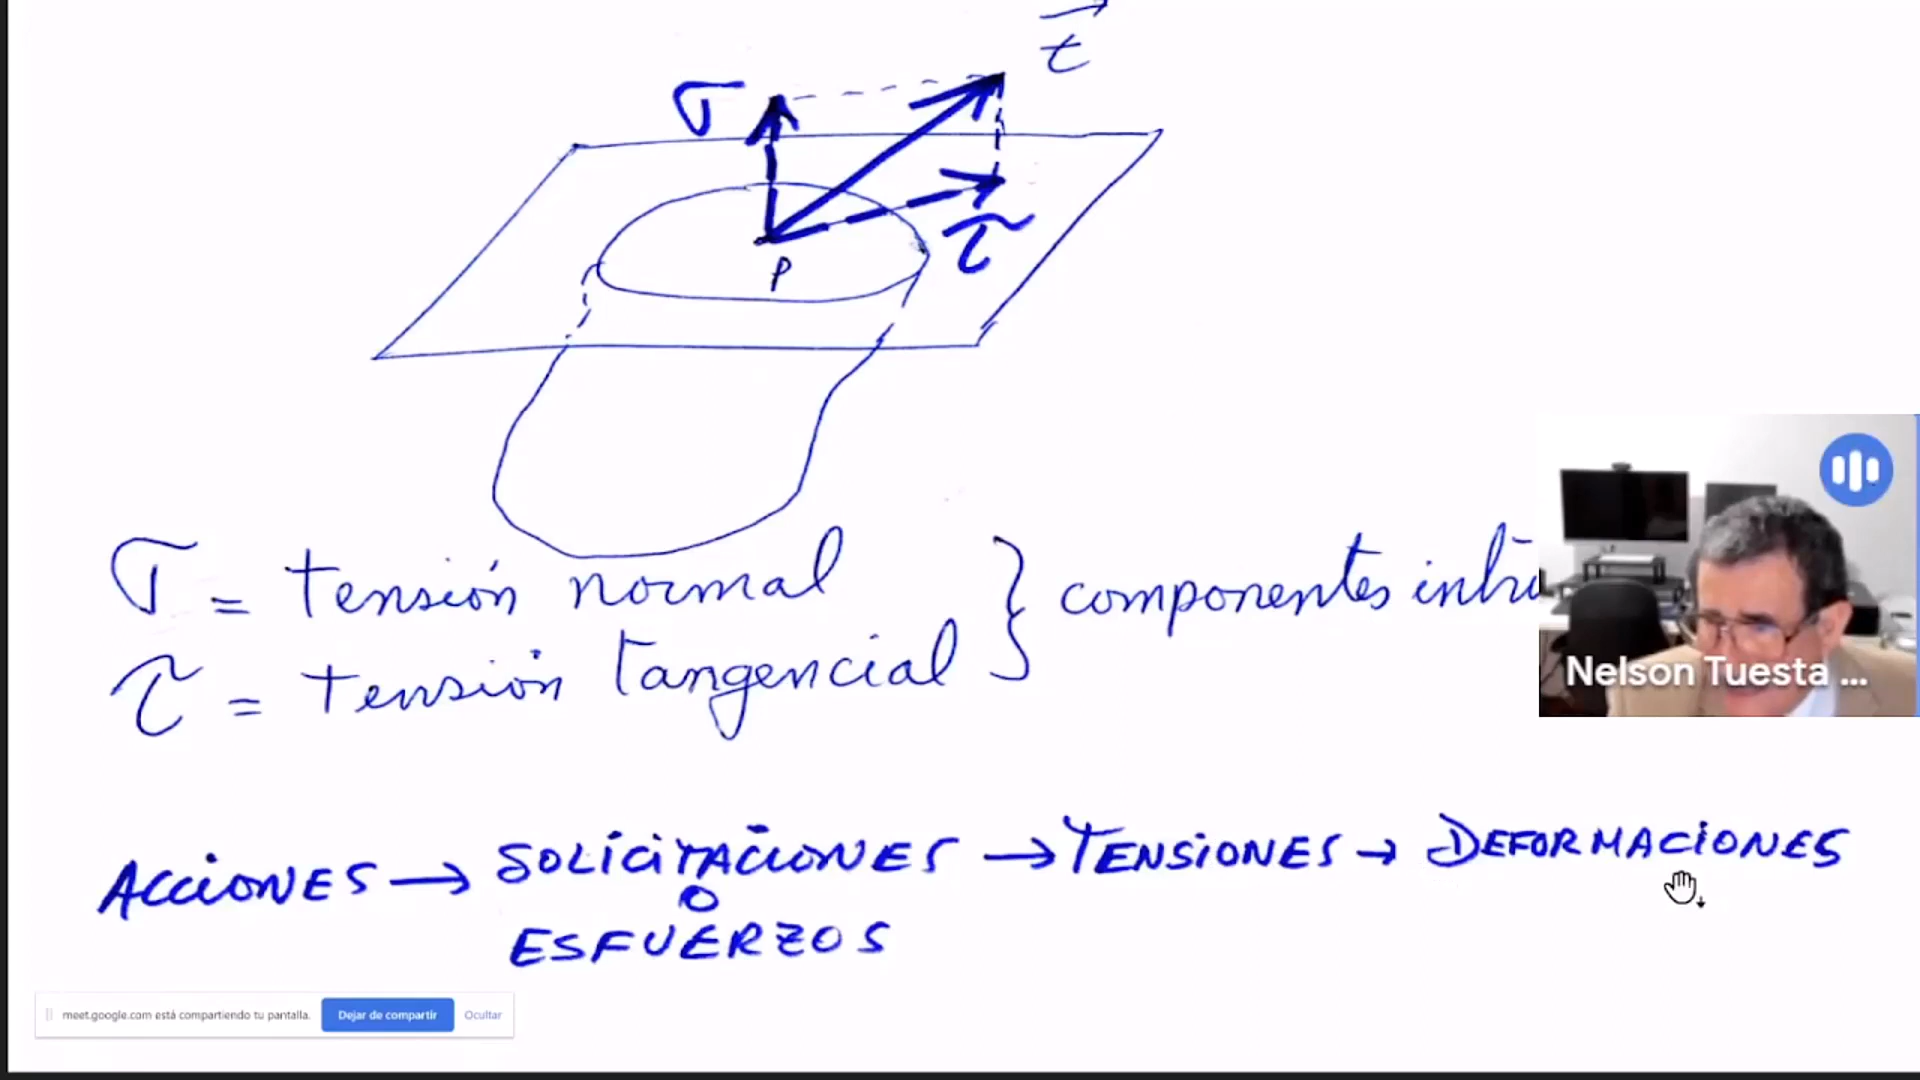 t
σ
τ
P
σ = tensión normal
τ = tensión tangencial
} componentes
ACCIONES → SOLICITACIONES → TENSIONES → DEFORMACIONES
O
ESFUERZOS
Nelson Tuesta ...
meet.google.com está compartiendo tu pantalla. Dejar de compartir Ocultar